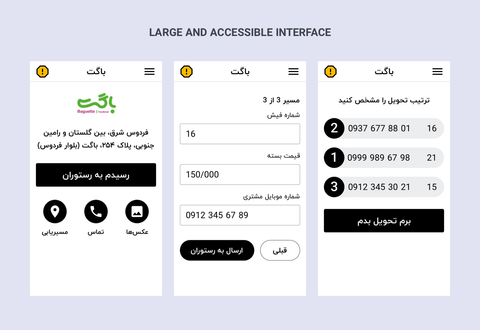 LARGE AND ACCESSIBLE INTERFACE
باگت
باگت
Baguette
فردوس شرق، بین گلستان و رامین
جنوبی، پلاک ۲۵۴، باگت (بلوار فردوس)
رسیدم به رستوران
مسیریابی
تماس
عکس‌ها
باگت
مسیر 3 از 3
شماره فیش
16
قیمت بسته
150/000
شماره موبایل مشتری
0912 345 67 89
ارسال به رستوران
قبلی
باگت
ترتیب تحویل را مشخص کنید
2 0937 677 88 01 16
1 0999 989 67 98 21
3 0912 345 30 21 15
برم تحویل بدم